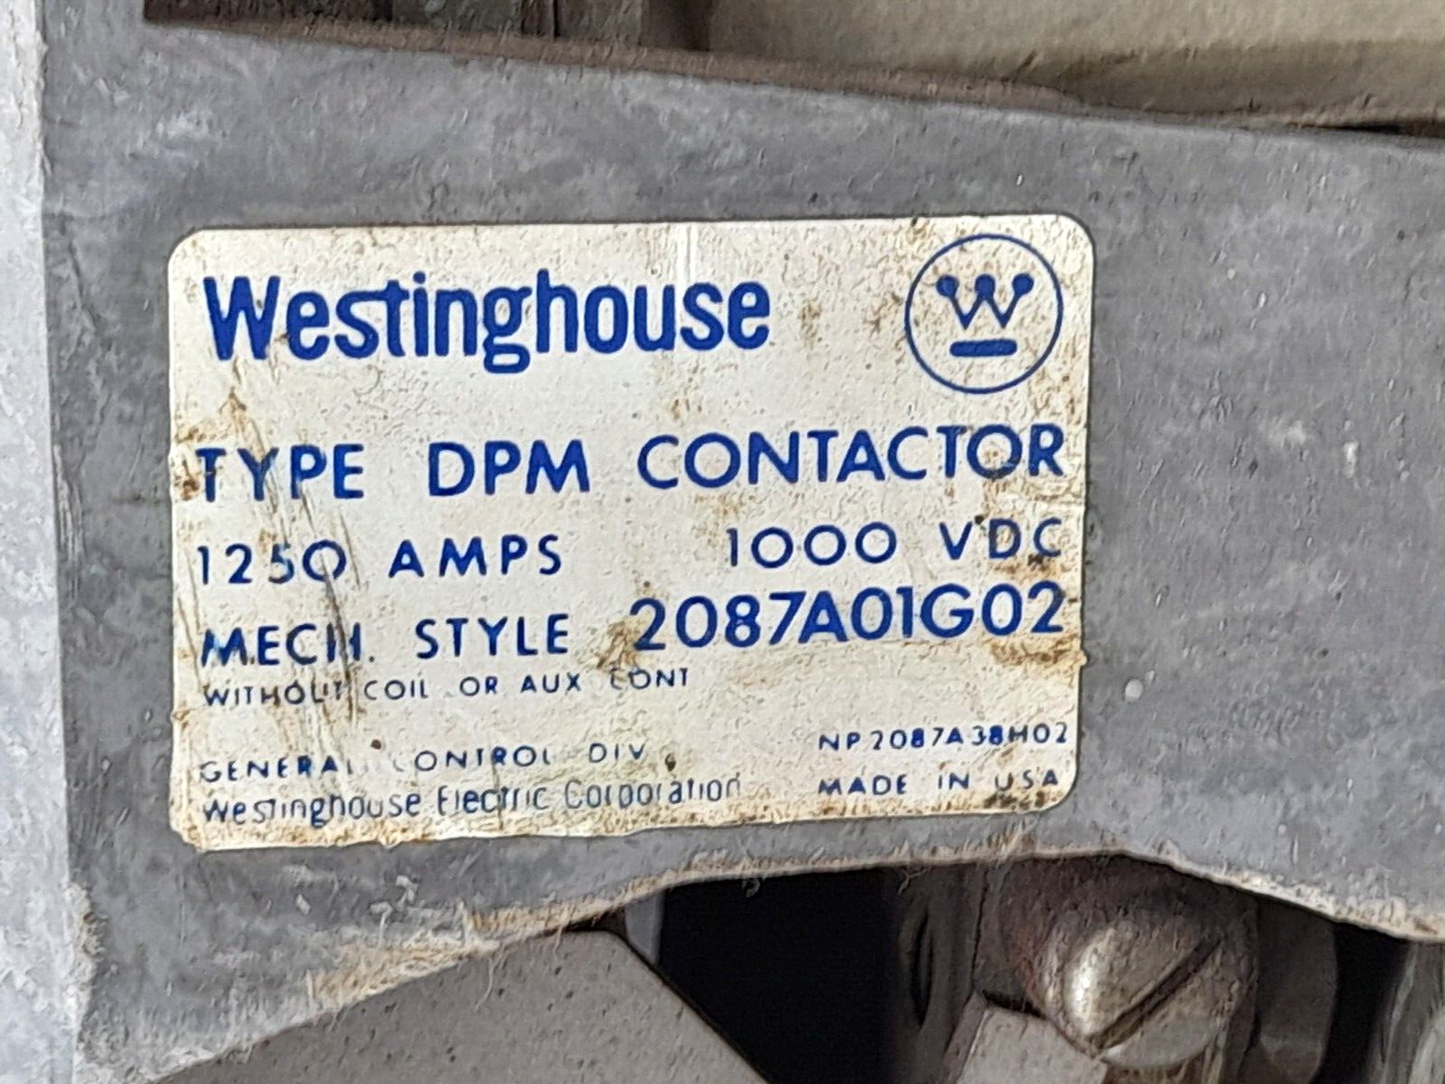 Westinghouse
W
TYPE DPM CONTACTOR
1250 AMPS 1000 VDC
MECH. STYLE 2087A01G02
WITHOUT COIL OR AUX CONT
GENERAL CONTROL DIV. NP 2087A38H02
Westinghouse Electric Corporation MADE IN USA